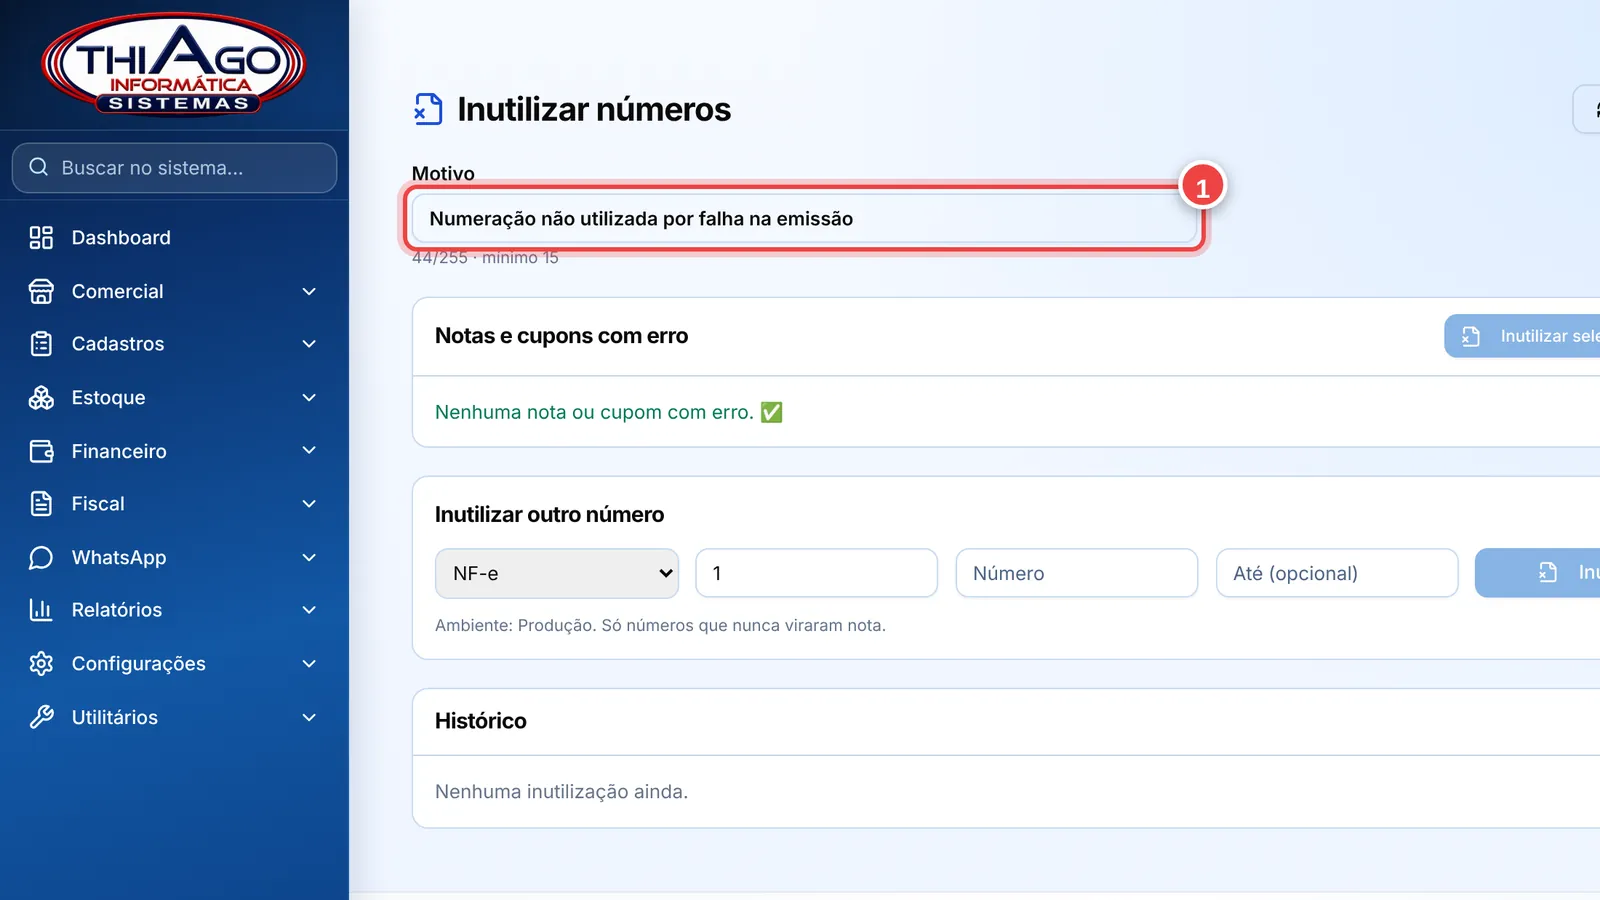 THIAGO
INFORMÁTICA
SISTEMAS
Buscar no sistema...
Dashboard
Comercial
Cadastros
Estoque
Financeiro
Fiscal
WhatsApp
Relatórios
Configurações
Utilitários
Inutilizar números
Motivo
1
Numeração não utilizada por falha na emissão
44/255 · mínimo 15
Notas e cupons com erro
Inutilizar sele
Nenhuma nota ou cupom com erro. ✅
Inutilizar outro número
NF-e
1
Número
Até (opcional)
Inu
Ambiente: Produção. Só números que nunca viraram nota.
Histórico
Nenhuma inutilização ainda.